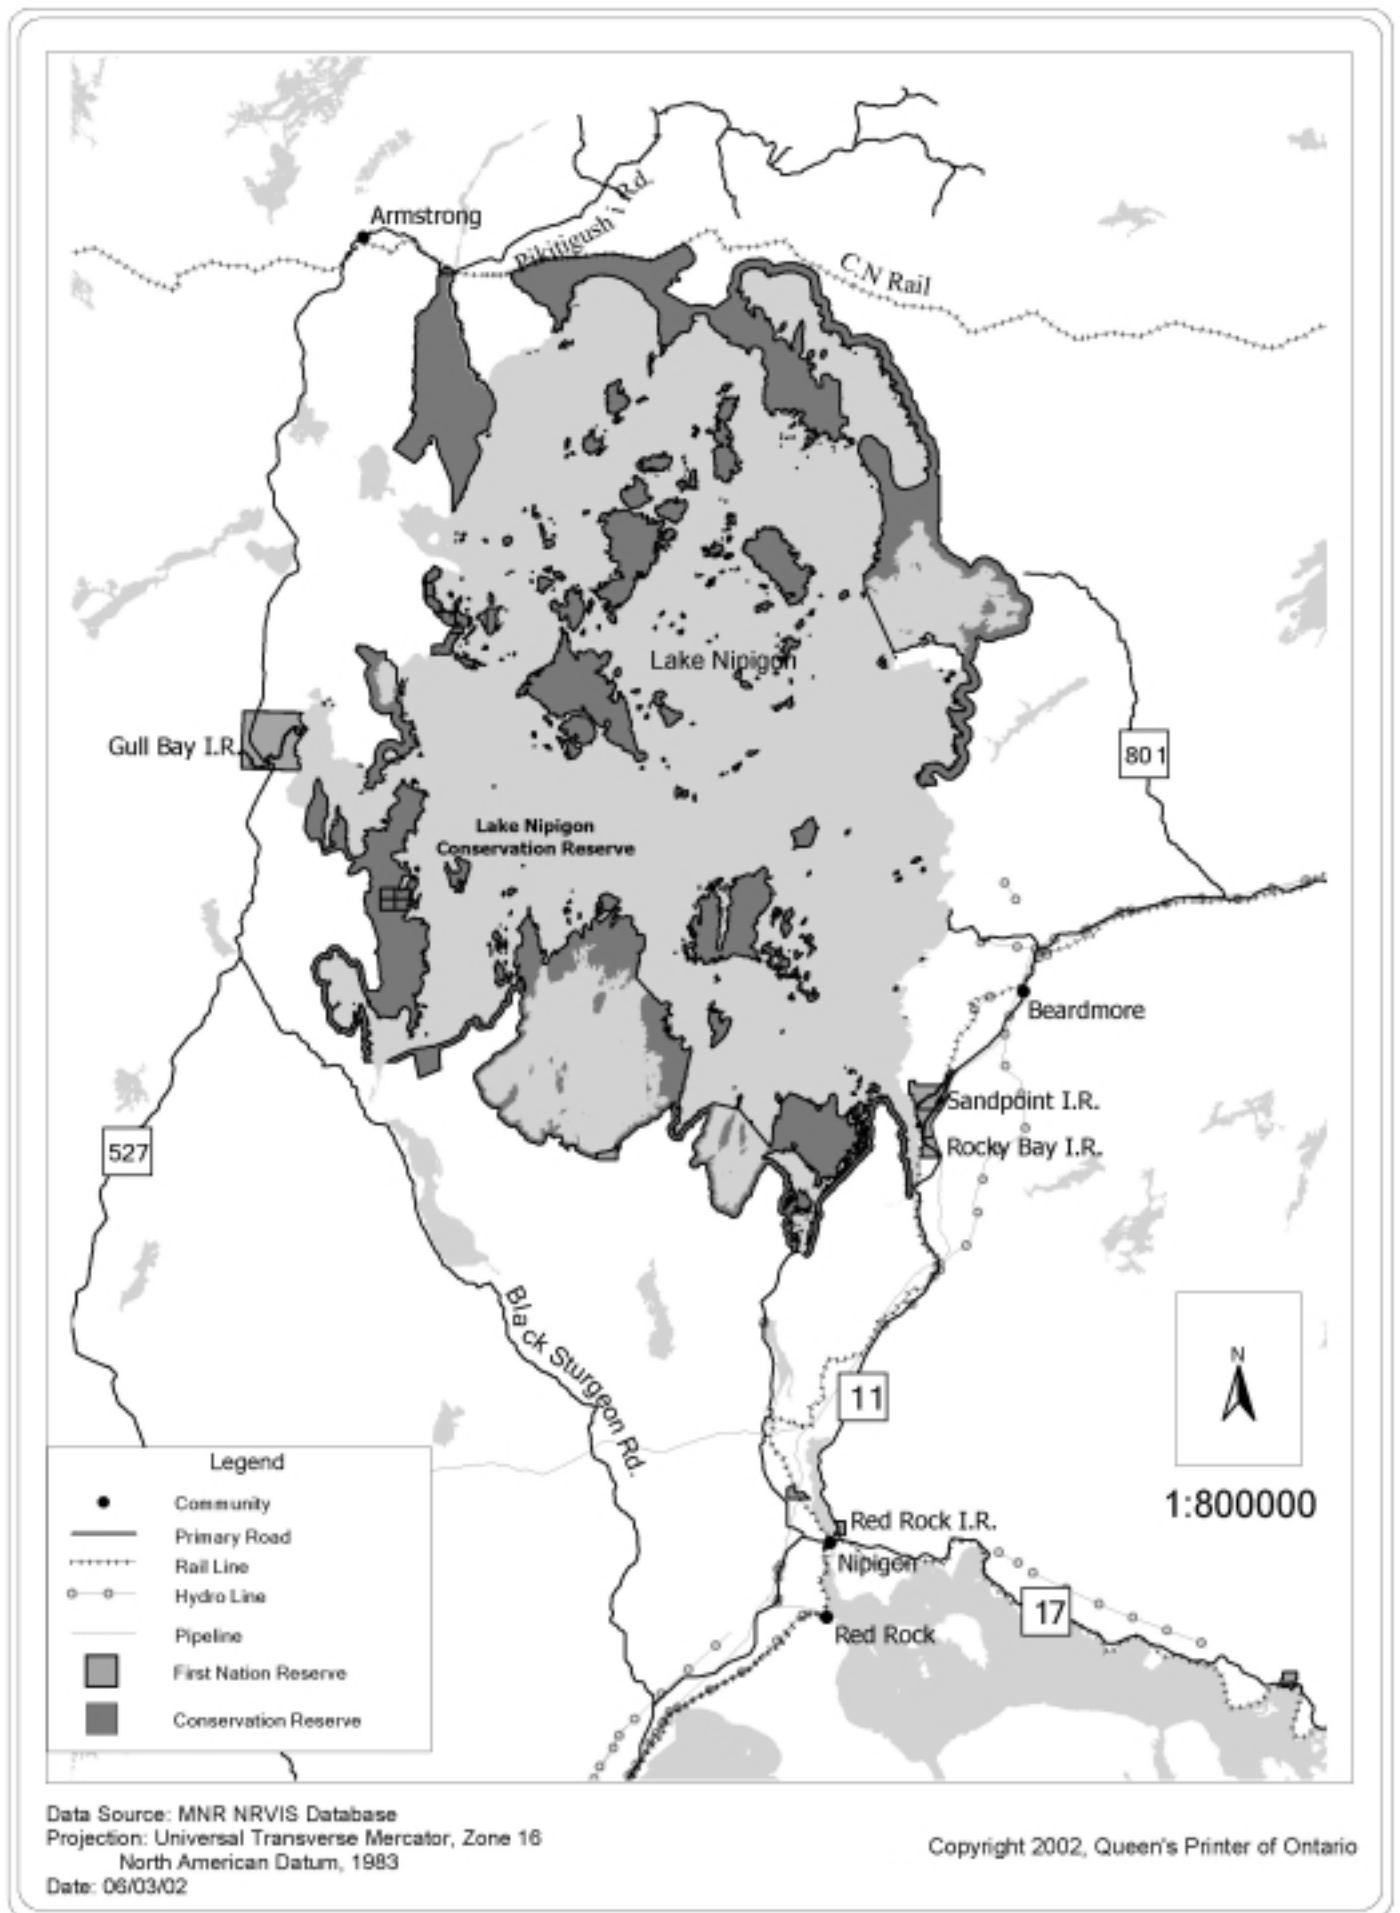 Armstrong
Pikitigush i Rd.
C.N Rail
Lake Nipigon
Gull Bay I.R.
801
Lake Nipigon
Conservation Reserve
Beardmore
Sandpoint I.R.
527
Rocky Bay I.R.
Black Sturgeon Rd.
N
11
1:800000
Legend
Community
Primary Road
Rail Line
Hydro Line
Pipeline
First Nation Reserve
Conservation Reserve
Red Rock I.R.
Nipigon
17
Red Rock
Data Source: MNR NRVIS Database
Projection: Universal Transverse Mercator, Zone 16
North American Datum, 1983
Date: 06/03/02
Copyright 2002, Queen's Printer of Ontario